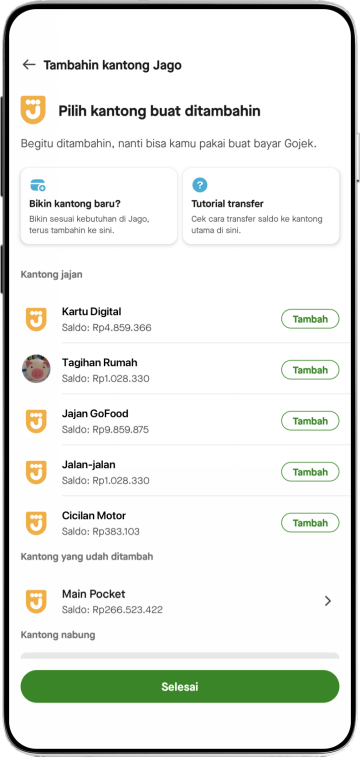 Tambahin kantong Jago
Pilih kantong buat ditambahin
Begitu ditambahin, nanti bisa kamu pakai buat bayar Gojek.
Bikin kantong baru?
Bikin sesuai kebutuhan di Jago,
terus tambahin ke sini.
Tutorial transfer
Cek cara transfer saldo ke kantong
utama di sini.
Kantong jajan
Kartu Digital
Saldo: Rp4.859.366
Tambah
Tagihan Rumah
Saldo: Rp1.028.330
Tambah
Jajan GoFood
Saldo: Rp9.859.875
Tambah
Jalan-jalan
Saldo: Rp1.028.330
Tambah
Cicilan Motor
Saldo: Rp383.103
Tambah
Kantong yang udah ditambah
Main Pocket
Saldo: Rp266.523.422
Kantong nabung
Selesai